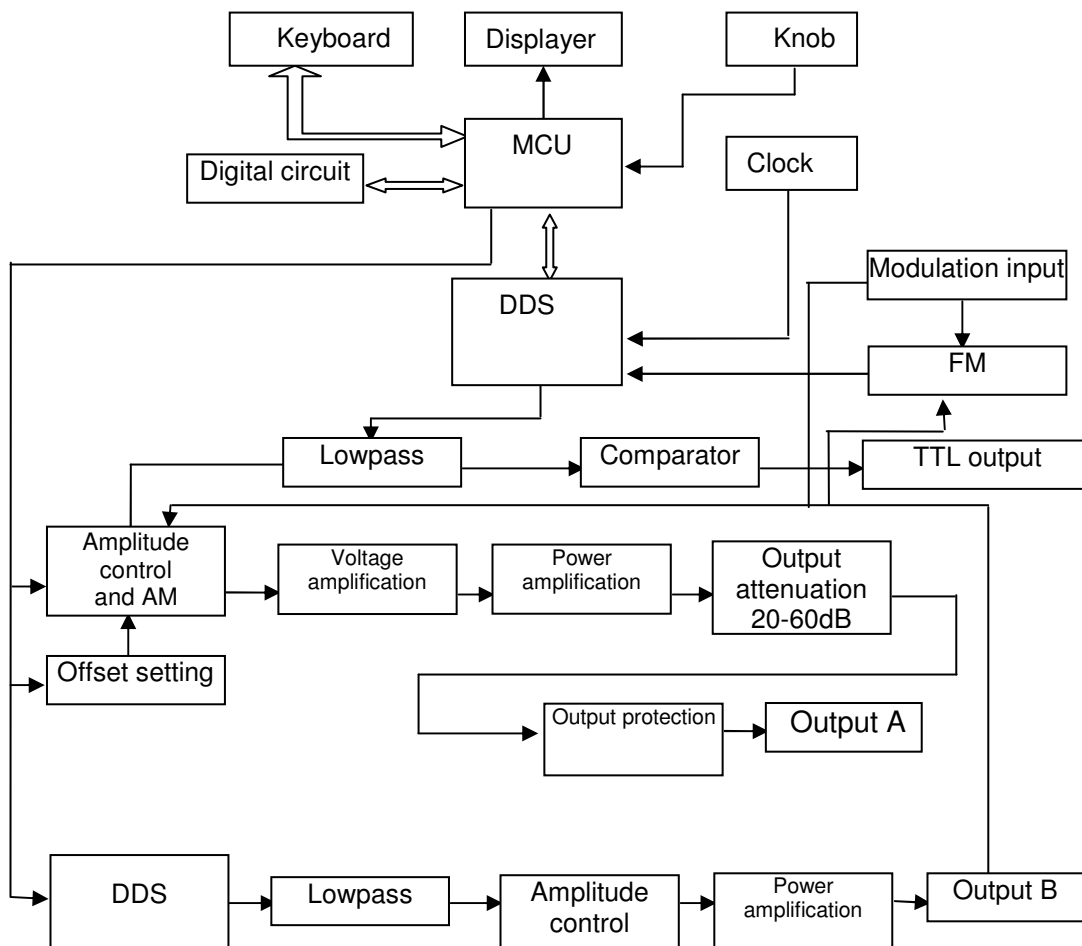 Keyboard
Displayer
Knob
MCU
Clock
Digital circuit
Modulation input
DDS
FM
Lowpass
Comparator
TTL output
Amplitude
control
and AM
Voltage
amplification
Power
amplification
Output
attenuation
20-60dB
Offset setting
Output protection
Output A
DDS
Lowpass
Amplitude
control
Power
amplification
Output B